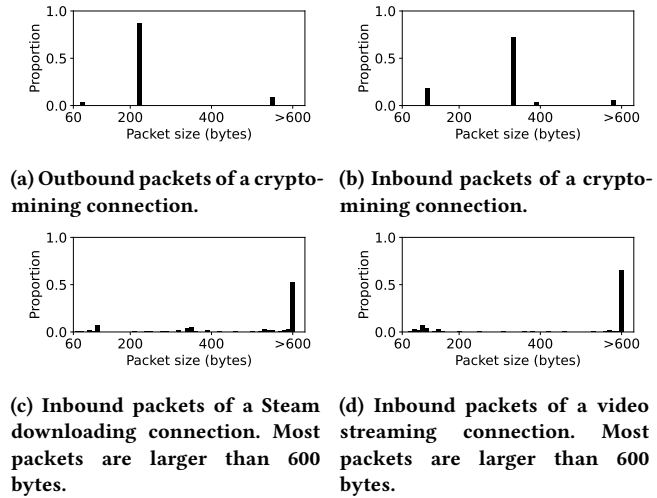 1.0
0.5
0.0
Proportion
60
200
400
>600
Packet size (bytes)
(a) Outbound packets of a crypto-
mining connection.
1.0
0.5
0.0
Proportion
60
200
400
>600
Packet size (bytes)
(b) Inbound packets of a crypto-
mining connection.
1.0
0.5
0.0
Proportion
60
200
400
>600
Packet size (bytes)
(c) Inbound packets of a Steam
downloading connection. Most
packets are larger than 600
bytes.
1.0
0.5
0.0
Proportion
60
200
400
>600
Packet size (bytes)
(d) Inbound packets of a video
streaming connection. Most
packets are larger than 600
bytes.